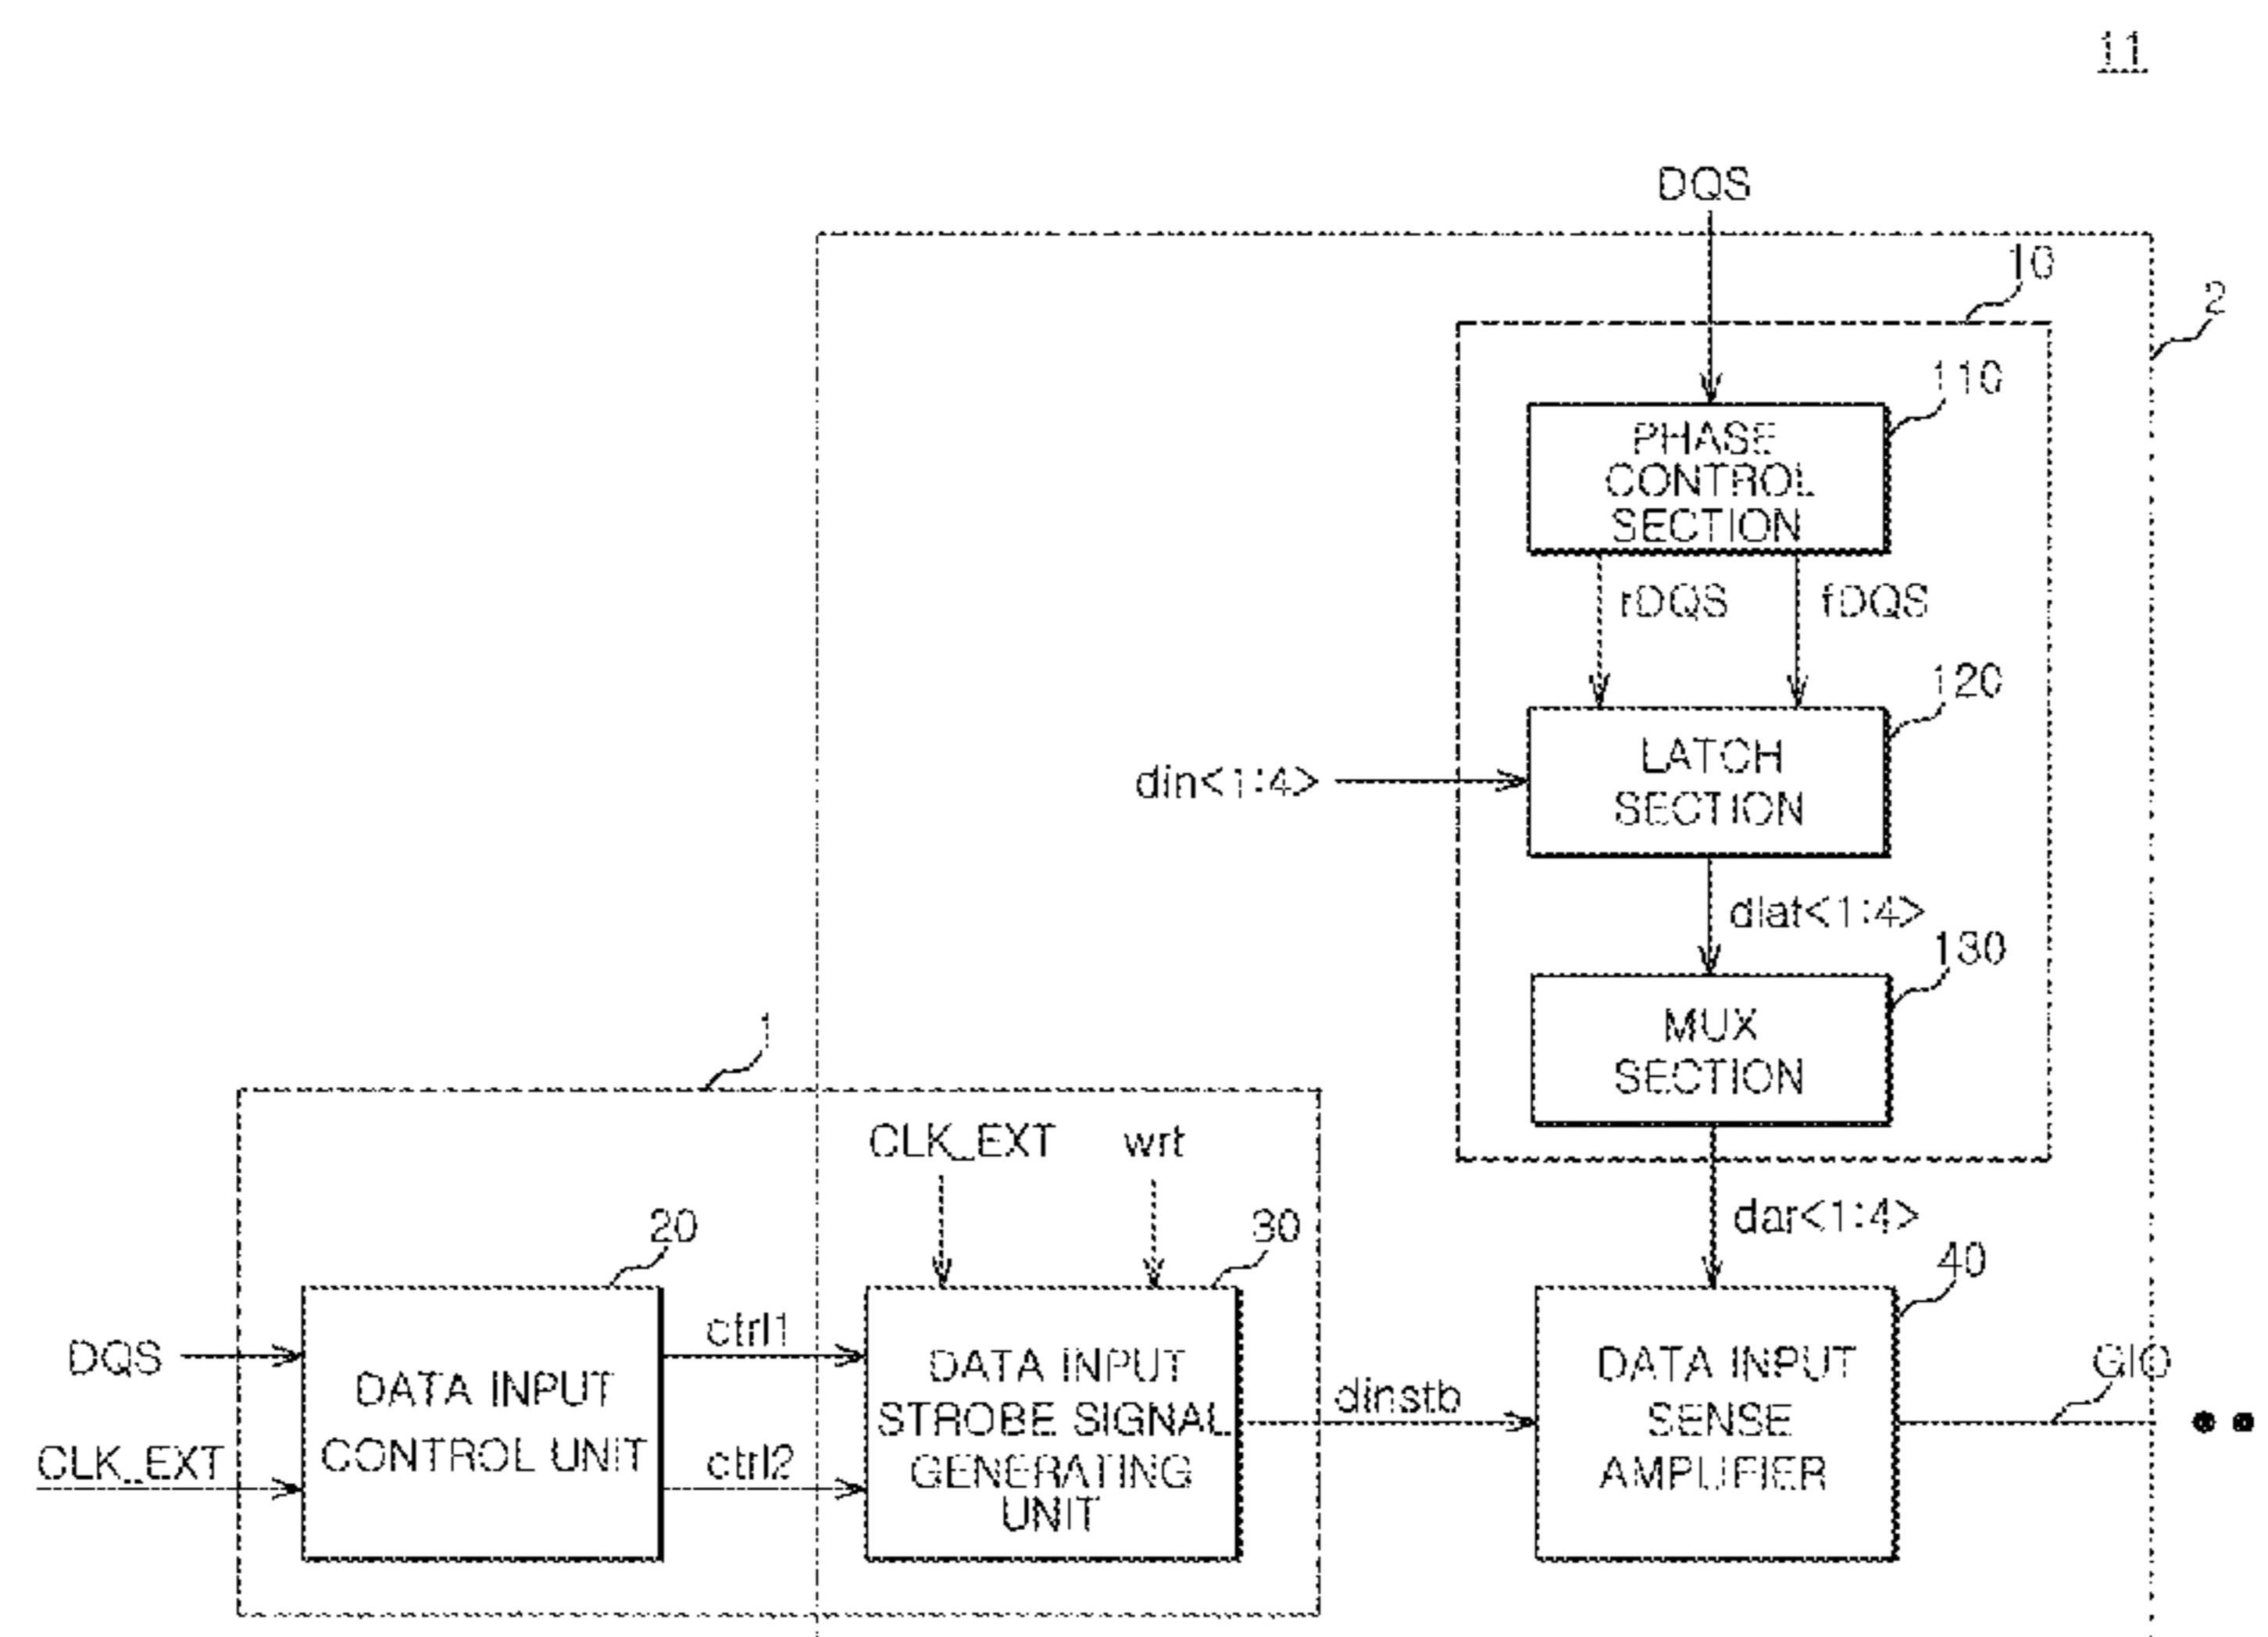 11
DQS
10
2
110
PHASE
CONTROL
SECTION
rDQS fDQS
120
LATCH
SECTION
din<1:4>
dlat<1:4>
130
MUX
SECTION
1
CLK_EXT wrt
dar<1:4>
20
30
40
DQS
CLK_EXT
DATA INPUT
CONTROL UNIT
ctrl1
ctrl2
DATA INPUT
STROBE SIGNAL
GENERATING
UNIT
dinstb
DATA INPUT
SENSE
AMPLIFIER
GIO